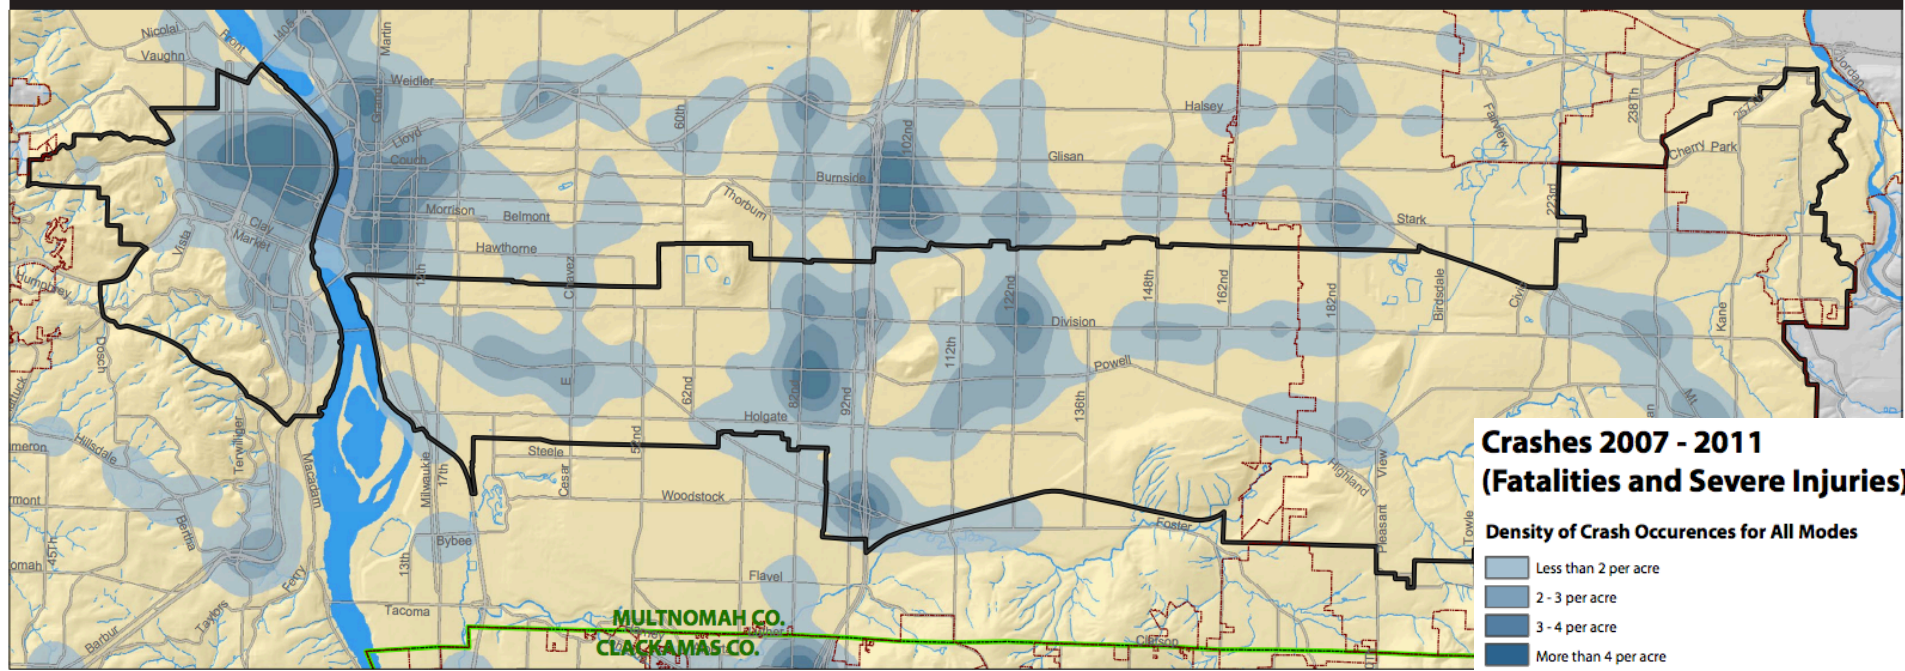 Nicolai
Front
I405
Martin
Vaughn
Weidler
Grand
Lloyd
60th
Halsey
Fairview
238Th
257Th
Jordan
102nd
Couch
Glisan
Cherry Park
Burnside
Thorburn
Morrison
Belmont
Stark
223rd
Clay
Market
Vista
Hawthorne
12th
Chavez
Humphrey
122nd
148th
162nd
182nd
Birdsdale
Civic
Kane
Division
Dosch
112th
Powell
E
62nd
82nd
92nd
136th
Mt
Holgate
Hillsdale
Terwilliger
Macadam
Milwaukie
17th
Steele
52nd
Cesar
Highland
View
Woodstock
Foster
Pleasant
Towle
Bertha
45Th
Bybee
13th
Flavel
Ferry
Taylors
Barbur
Tacoma
MULTNOMAH CO.
CLACKAMAS CO.
Clatsop
Crashes 2007 - 2011
(Fatalities and Severe Injuries)
Density of Crash Occurences for All Modes
Less than 2 per acre
2 - 3 per acre
3 - 4 per acre
More than 4 per acre